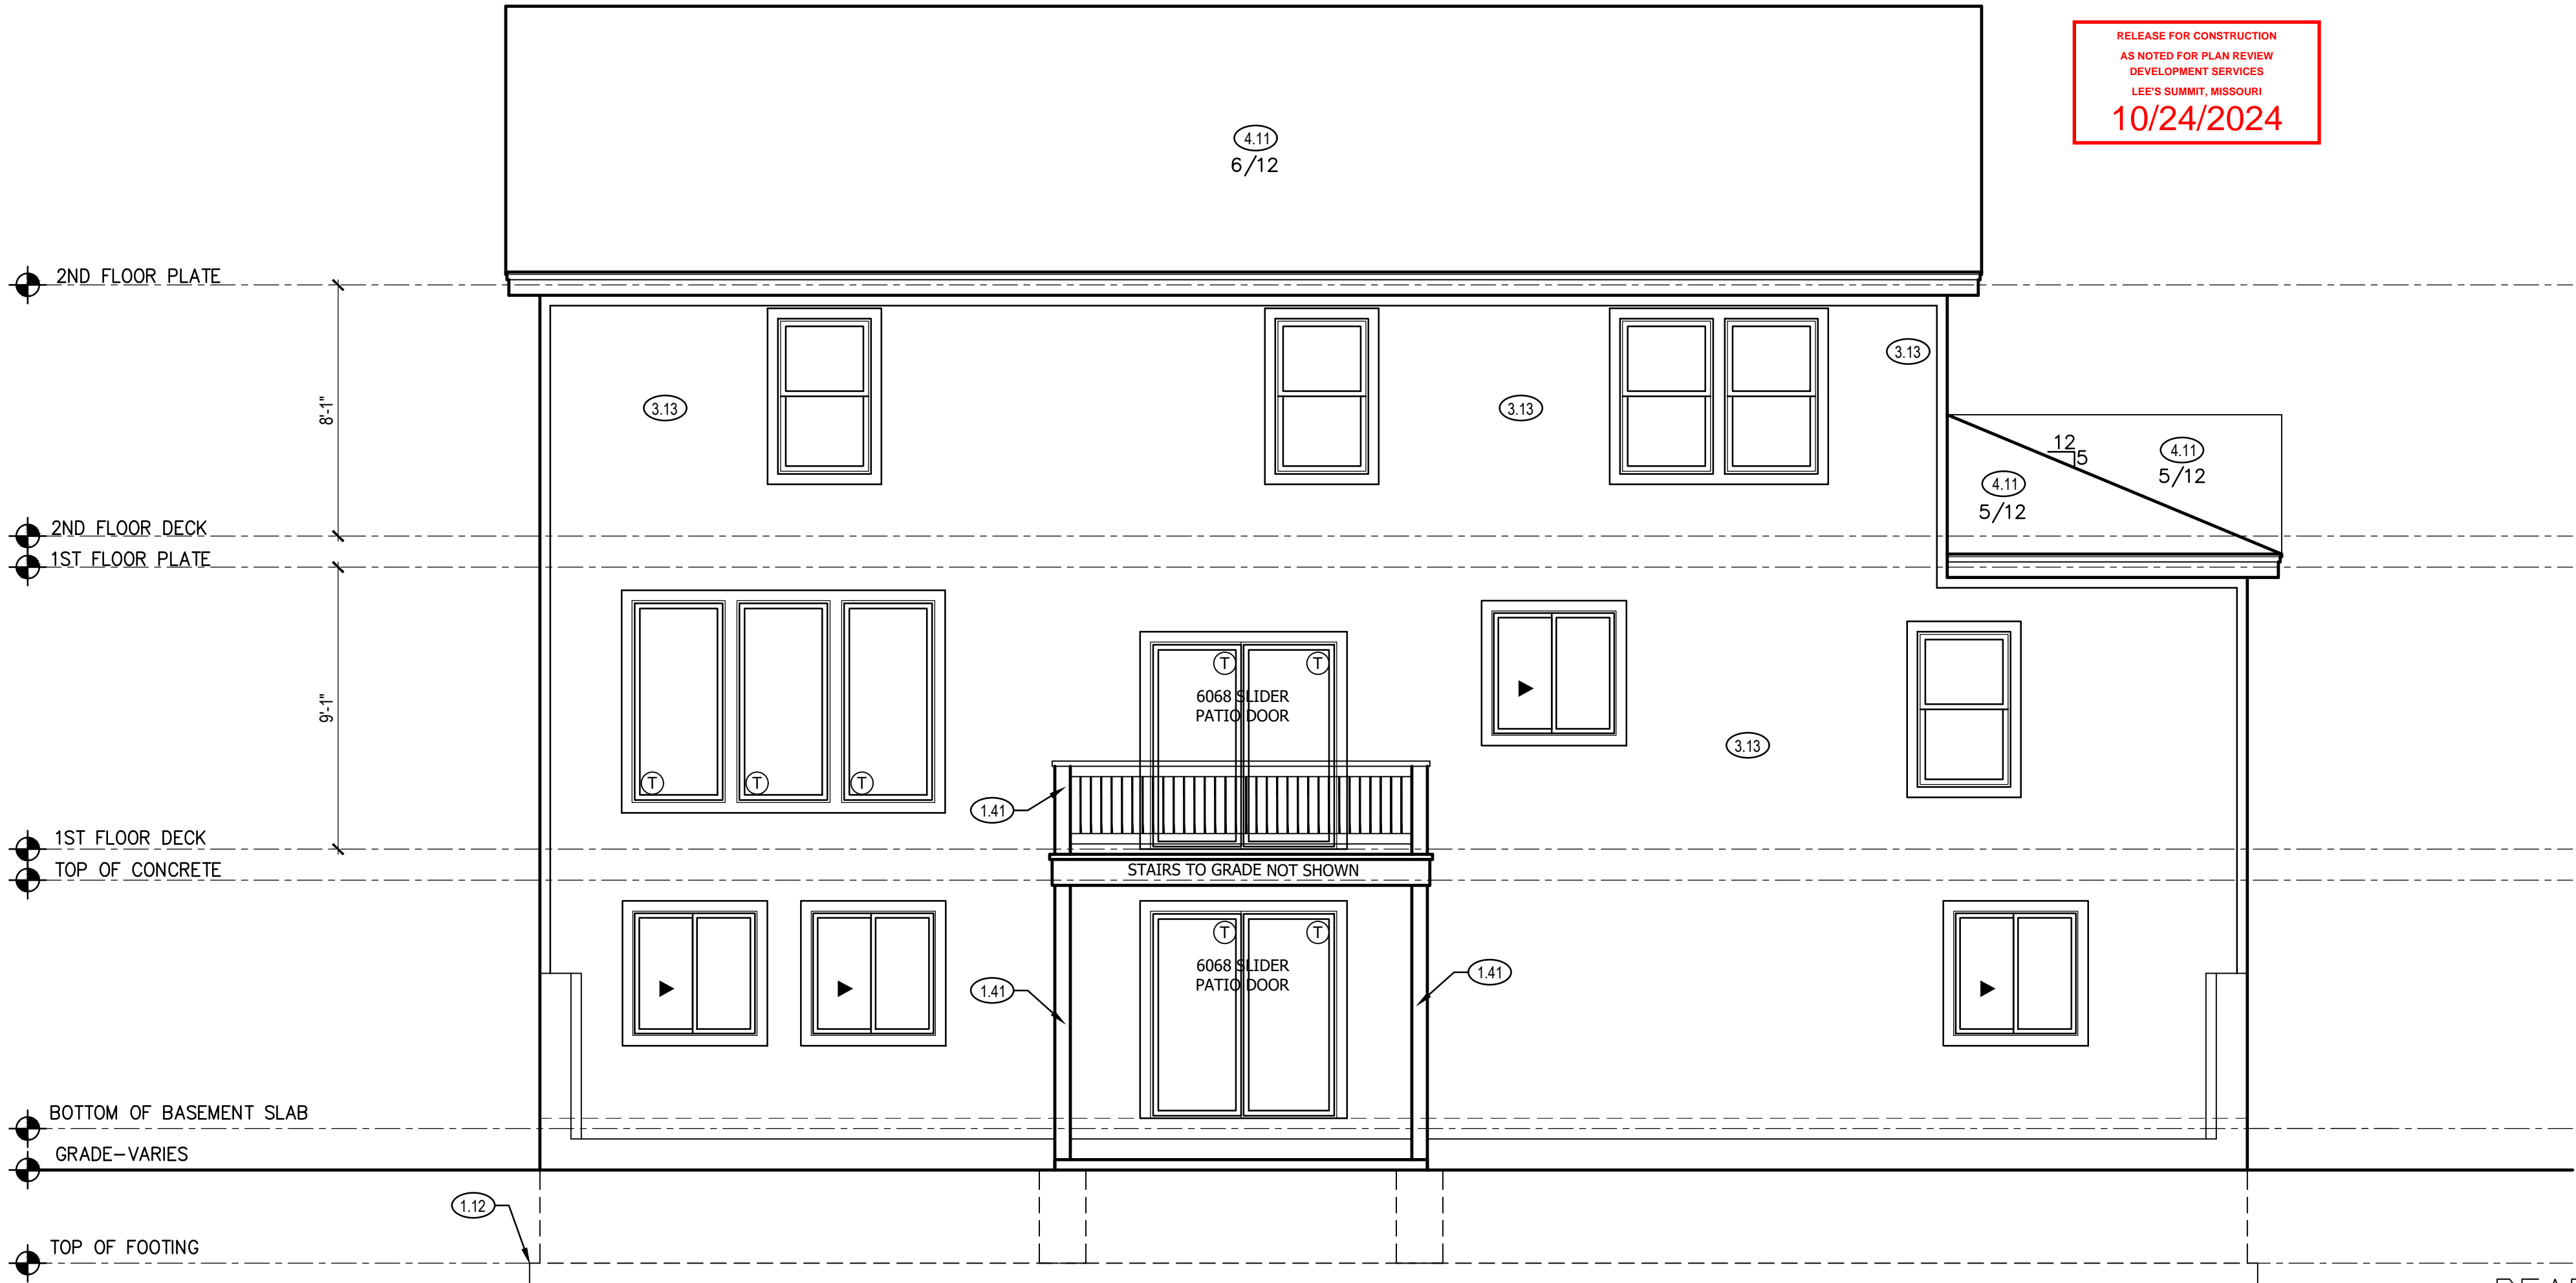 RELEASE FOR CONSTRUCTION
AS NOTED FOR PLAN REVIEW
DEVELOPMENT SERVICES
LEE'S SUMMIT, MISSOURI
10/24/2024
4.11
6/12
2ND FLOOR PLATE
8'-1"
3.13
3.13
3.13
12
5
4.11
5/12
4.11
5/12
2ND FLOOR DECK
1ST FLOOR PLATE
9'-1"
T
T
T
T
T
6068 SLIDER
PATIO DOOR
3.13
1.41
1ST FLOOR DECK
TOP OF CONCRETE
STAIRS TO GRADE NOT SHOWN
T
T
6068 SLIDER
PATIO DOOR
1.41
1.41
BOTTOM OF BASEMENT SLAB
GRADE-VARIES
1.12
TOP OF FOOTING